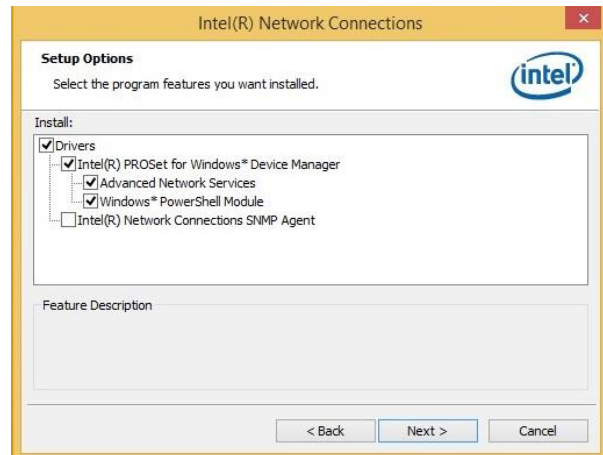 Intel(R) Network Connections
Setup Options
Select the program features you want installed.
intel
Install:
Drivers
Intel(R) PROSet for Windows* Device Manager
Advanced Network Services
Windows* PowerShell Module
Intel(R) Network Connections SNMP Agent
Feature Description
< Back Next > Cancel